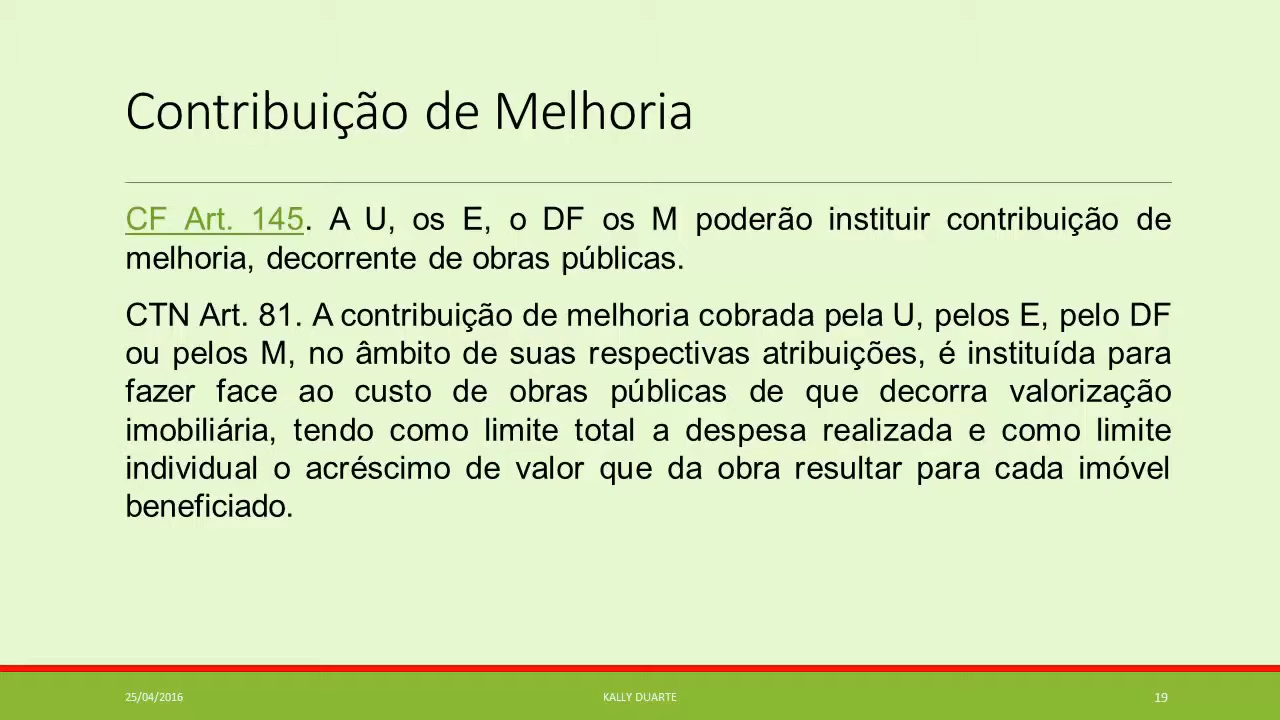 Contribuição de Melhoria
CF Art. 145. A U, os E, o DF os M poderão instituir contribuição de
melhoria, decorrente de obras públicas.
CTN Art. 81. A contribuição de melhoria cobrada pela U, pelos E, pelo DF
ou pelos M, no âmbito de suas respectivas atribuições, é instituída para
fazer face ao custo de obras públicas de que decorra valorização
imobiliária, tendo como limite total a despesa realizada e como limite
individual o acréscimo de valor que da obra resultar para cada imóvel
beneficiado.
25/04/2016 KALLY DUARTE 19